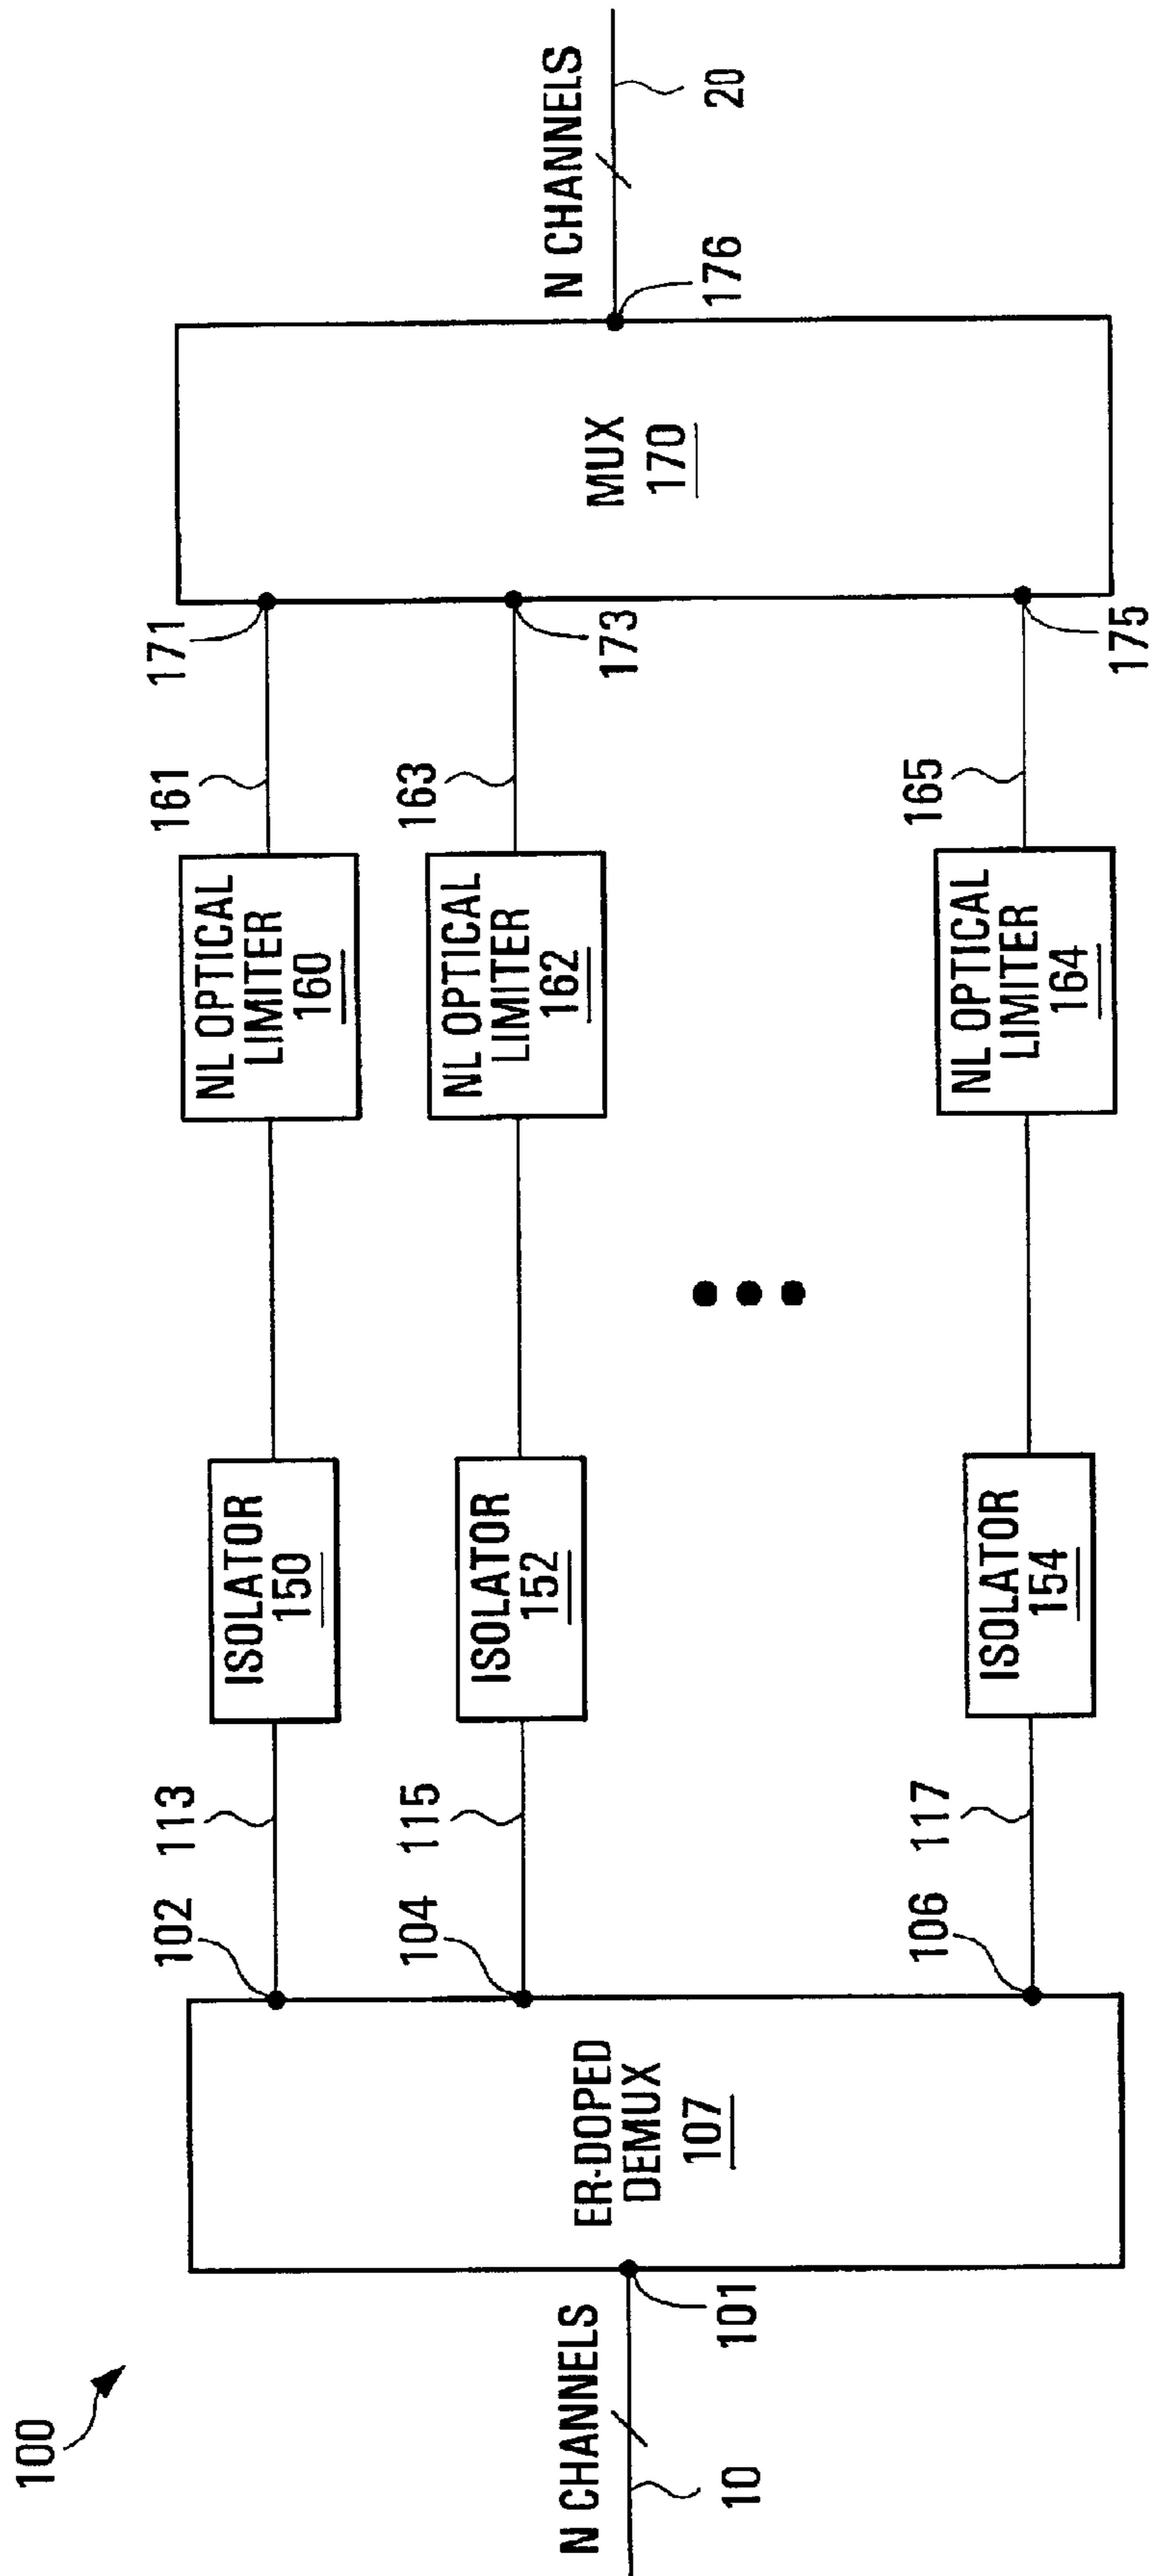 100
N CHANNELS
10
101
ER-DOPED
DEMUX
107
102
113
ISOLATOR
150
NL OPTICAL
LIMITER
160
161
171
104
115
ISOLATOR
152
NL OPTICAL
LIMITER
162
163
173
106
117
ISOLATOR
154
NL OPTICAL
LIMITER
164
165
175
MUX
170
176
N CHANNELS
20